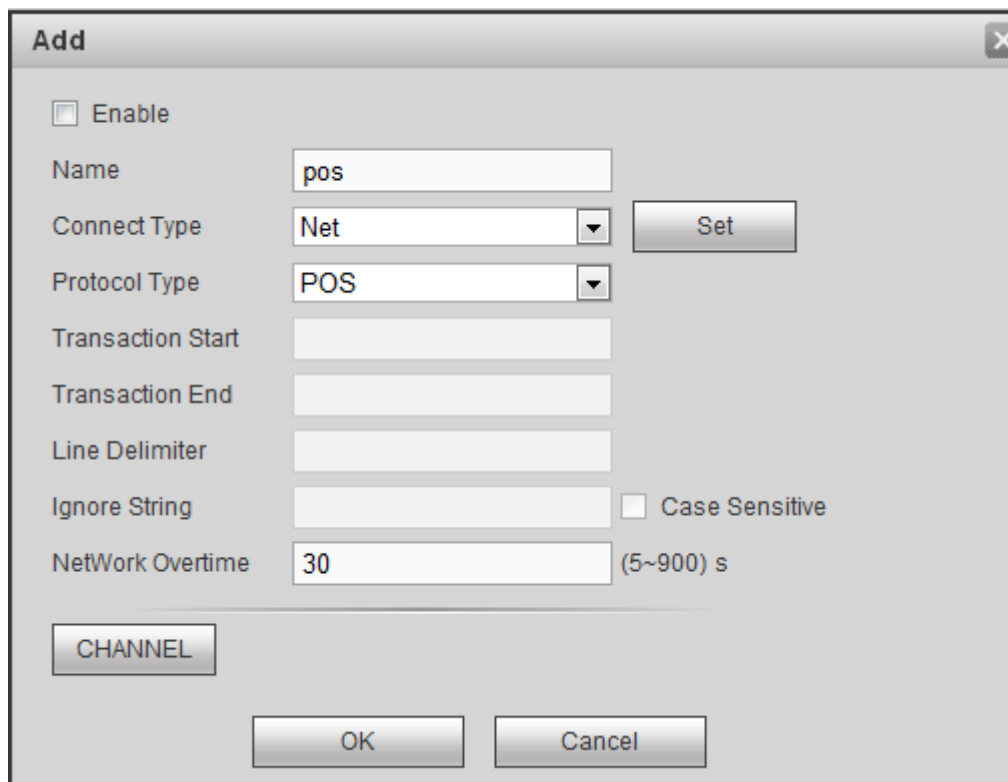 Add
Enable
Name pos
Connect Type Net Set
Protocol Type POS
Transaction Start
Transaction End
Line Delimiter
Ignore String Case Sensitive
NetWork Overtime 30 (5~900) s
CHANNEL
OK Cancel